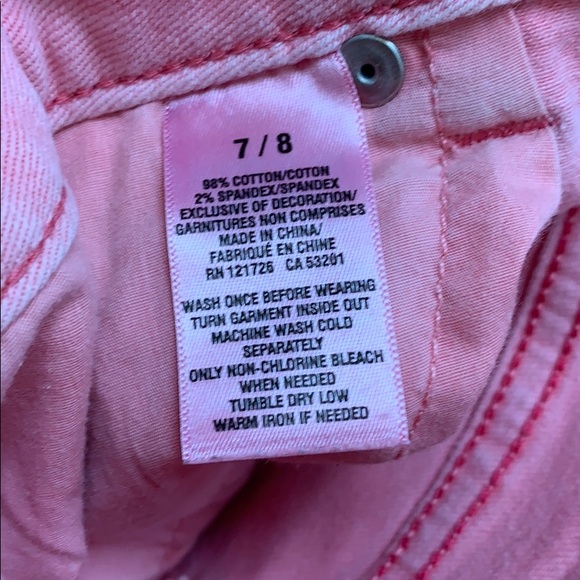 7 / 8
98% COTTON/COTON
2% SPANDEX/SPANDEX
EXCLUSIVE OF DECORATION/
GARNITURES NON COMPRISES
MADE IN CHINA/
FABRIQUÉ EN CHINE
RN 121726 CA 53201
WASH ONCE BEFORE WEARING
TURN GARMENT INSIDE OUT
MACHINE WASH COLD
SEPARATELY
ONLY NON-CHLORINE BLEACH
WHEN NEEDED
TUMBLE DRY LOW
WARM IRON IF NEEDED